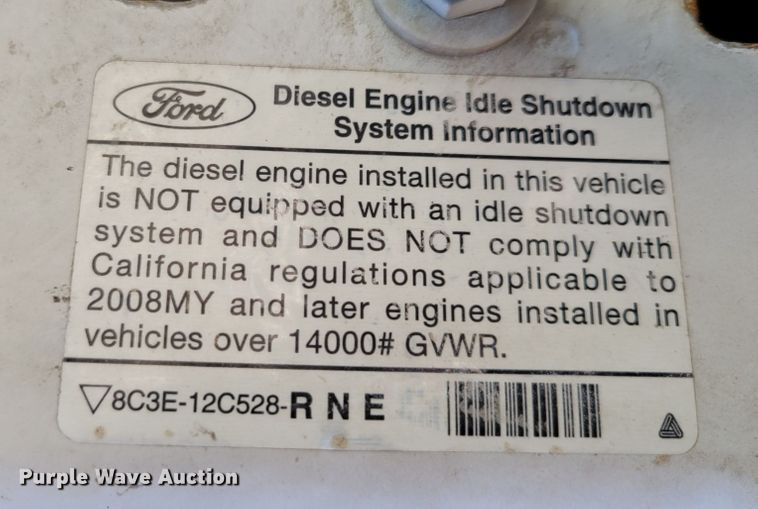 Ford
Diesel Engine Idle Shutdown
System Information
The diesel engine installed in this vehicle
is NOT equipped with an idle shutdown
system and DOES NOT comply with
California regulations applicable to
2008MY and later engines installed in
vehicles over 14000# GVWR.
8C3E-12C528-R N E
Purple Wave Auction